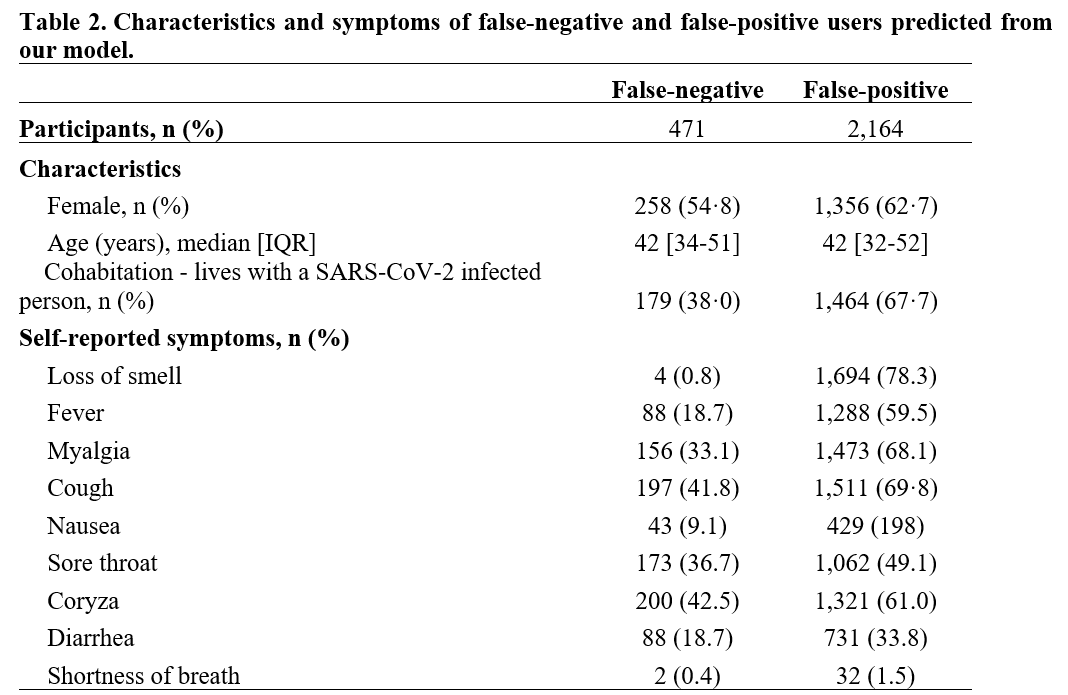 Table 2. Characteristics and symptoms of false-negative and false-positive users predicted from
our model.
False-negative False-positive
Participants, n (%) 471 2,164
Characteristics
Female, n (%) 258 (54·8) 1,356 (62·7)
Age (years), median [IQR] 42 [34-51] 42 [32-52]
Cohabitation - lives with a SARS-CoV-2 infected
person, n (%) 179 (38·0) 1,464 (67·7)
Self-reported symptoms, n (%)
Loss of smell 4 (0.8) 1,694 (78.3)
Fever 88 (18.7) 1,288 (59.5)
Myalgia 156 (33.1) 1,473 (68.1)
Cough 197 (41.8) 1,511 (69·8)
Nausea 43 (9.1) 429 (198)
Sore throat 173 (36.7) 1,062 (49.1)
Coryza 200 (42.5) 1,321 (61.0)
Diarrhea 88 (18.7) 731 (33.8)
Shortness of breath 2 (0.4) 32 (1.5)